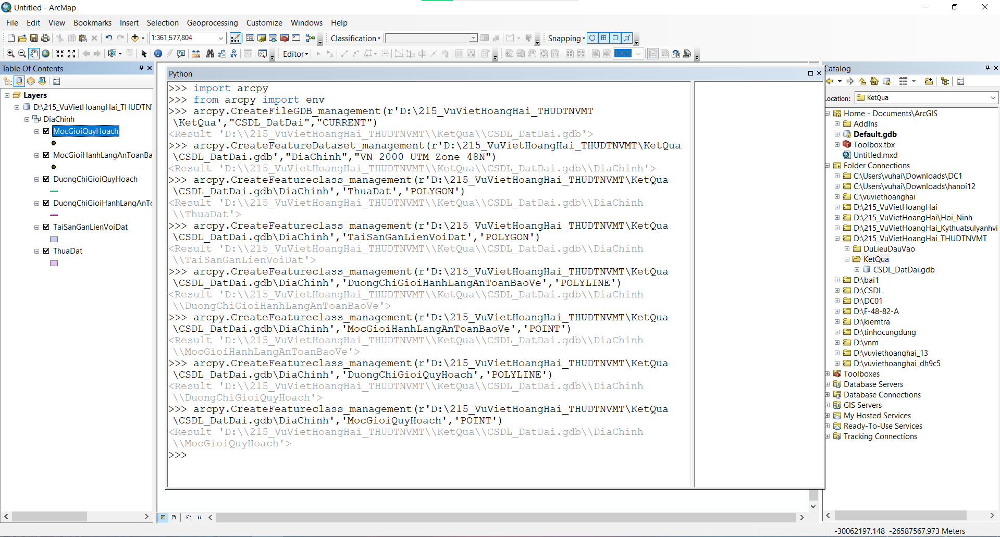 Untitled - ArcMap
File Edit View Bookmarks Insert Selection Geoprocessing Customize Windows Help
1:361,577,804
Classification
Snapping
Editor
100%
Table Of Contents
Layers
D:\215_VuVietHoangHai_THUDTNV
DiaChinh
MocGioiQuyHoach
MocGioiHanhLangAnToanBa
DuongChiGioiQuyHoach
DuongChiGioiHanhLangAnTo
TaiSanGanLienVoiDat
ThuaDat
Python
>>> import arcpy
>>> from arcpy import env
>>> arcpy.CreateFileGDB_management(r'D:\215_VuVietHoangHai_THUDTNVMT
\KetQua',"CSDL_DatDai","CURRENT")
<Result 'D:\\215_VuVietHoangHai_THUDTNVMT\\KetQua\\CSDL_DatDai.gdb'>
>>> arcpy.CreateFeatureDataset_management(r'D:\215_VuVietHoangHai_THUDTNVMT\KetQua
\CSDL_DatDai.gdb',"DiaChinh","VN 2000 UTM Zone 48N")
<Result 'D:\\215_VuVietHoangHai_THUDTNVMT\\KetQua\\CSDL_DatDai.gdb\\DiaChinh'>
>>> arcpy.CreateFeatureclass_management(r'D:\215_VuVietHoangHai_THUDTNVMT\KetQua
\CSDL_DatDai.gdb\DiaChinh','ThuaDat','POLYGON')
<Result 'D:\\215_VuVietHoangHai_THUDTNVMT\\KetQua\\CSDL_DatDai.gdb\\DiaChinh
\\ThuaDat'>
>>> arcpy.CreateFeatureclass_management(r'D:\215_VuVietHoangHai_THUDTNVMT\KetQua
\CSDL_DatDai.gdb\DiaChinh','TaiSanGanLienVoiDat','POLYGON')
<Result 'D:\\215_VuVietHoangHai_THUDTNVMT\\KetQua\\CSDL_DatDai.gdb\\DiaChinh
\\TaiSanGanLienVoiDat'>
>>> arcpy.CreateFeatureclass_management(r'D:\215_VuVietHoangHai_THUDTNVMT\KetQua
\CSDL_DatDai.gdb\DiaChinh','DuongChiGioiHanhLangAnToanBaoVe','POLYLINE')
<Result 'D:\\215_VuVietHoangHai_THUDTNVMT\\KetQua\\CSDL_DatDai.gdb\\DiaChinh
\\DuongChiGioiHanhLangAnToanBaoVe'>
>>> arcpy.CreateFeatureclass_management(r'D:\215_VuVietHoangHai_THUDTNVMT\KetQua
\CSDL_DatDai.gdb\DiaChinh','MocGioiHanhLangAnToanBaoVe','POINT')
<Result 'D:\\215_VuVietHoangHai_THUDTNVMT\\KetQua\\CSDL_DatDai.gdb\\DiaChinh
\\MocGioiHanhLangAnToanBaoVe'>
>>> arcpy.CreateFeatureclass_management(r'D:\215_VuVietHoangHai_THUDTNVMT\KetQua
\CSDL_DatDai.gdb\DiaChinh','DuongChiGioiQuyHoach','POLYLINE')
<Result 'D:\\215_VuVietHoangHai_THUDTNVMT\\KetQua\\CSDL_DatDai.gdb\\DiaChinh
\\DuongChiGioiQuyHoach'>
>>> arcpy.CreateFeatureclass_management(r'D:\215_VuVietHoangHai_THUDTNVMT\KetQua
\CSDL_DatDai.gdb\DiaChinh','MocGioiQuyHoach','POINT')
<Result 'D:\\215_VuVietHoangHai_THUDTNVMT\\KetQua\\CSDL_DatDai.gdb\\DiaChinh
\\MocGioiQuyHoach'>
>>>
Catalog
Location: KetQua
Home - Documents\ArcGIS
AddIns
Default.gdb
Toolbox.tbx
Untitled.mxd
Folder Connections
C:\Users\vuhai\Downloads\DC1
C:\Users\vuhai\Downloads\hanoi12
C:\vuviethoanghai
D:\215_VuVietHoangHai
D:\215_VuVietHoangHai\Hoi_Ninh
D:\215_VuVietHoangHai_Kythuatsulyanhvi
D:\215_VuVietHoangHai_THUDTNVMT
DuLieuDauVao
KetQua
CSDL_DatDai.gdb
D:\bai1
D:\CSDL
D:\DC01
D:\F-48-82-A
D:\kiemtra
D:\tinhocungdung
D:\vnm
D:\vuviethoanghai_13
D:\vuviethoanghai_dh9c5
Toolboxes
Database Servers
Database Connections
GIS Servers
My Hosted Services
Ready-To-Use Services
Tracking Connections
-30062197.148 -26587567.973 Meters